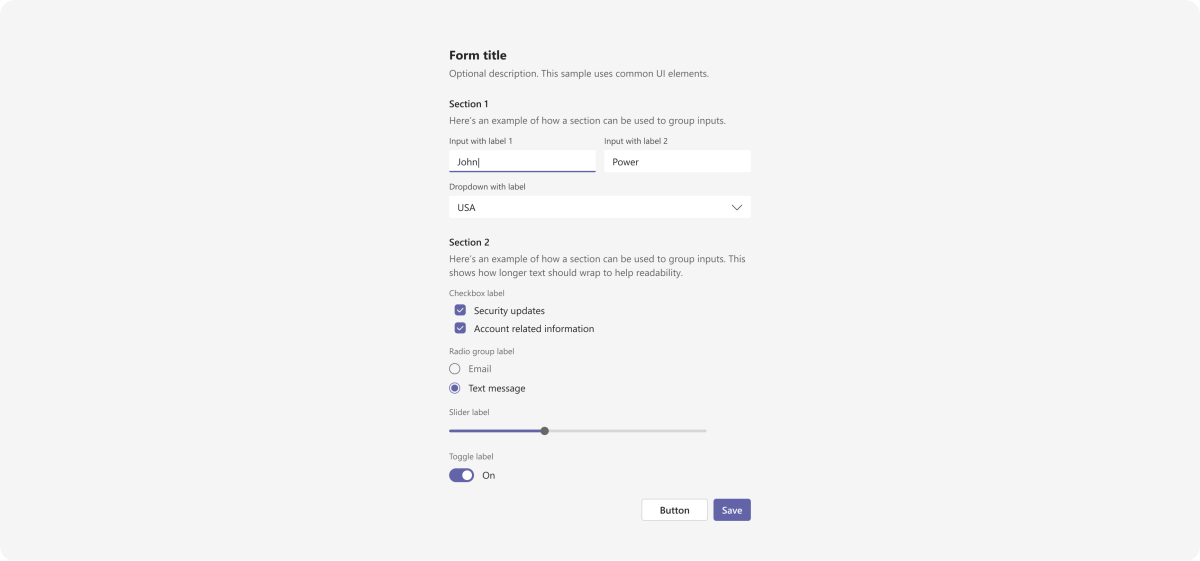 Form title
Optional description. This sample uses common UI elements.
Section 1
Here's an example of how a section can be used to group inputs.
Input with label 1
Input with label 2
John
Power
Dropdown with label
USA
Section 2
Here's an example of how a section can be used to group inputs. This
shows how longer text should wrap to help readability.
Checkbox label
Security updates
Account related information
Radio group label
Email
Text message
Slider label
Toggle label
On
Button
Save